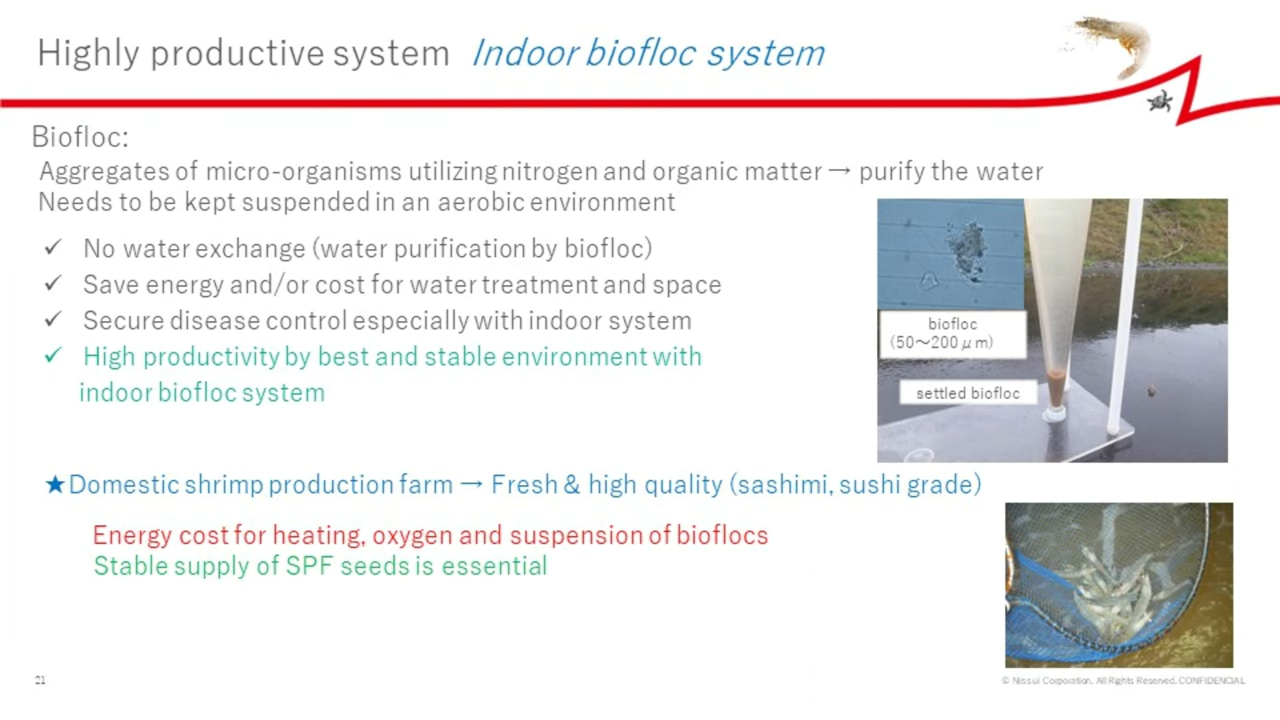 Highly productive system Indoor biofloc system
Biofloc:
Aggregates of micro-organisms utilizing nitrogen and organic matter → purify the water
Needs to be kept suspended in an aerobic environment
✓ No water exchange (water purification by biofloc)
✓ Save energy and/or cost for water treatment and space
✓ Secure disease control especially with indoor system
✓ High productivity by best and stable environment with
indoor biofloc system
biofloc
(50～200μm)
settled biofloc
★Domestic shrimp production farm → Fresh & high quality (sashimi, sushi grade)
Energy cost for heating, oxygen and suspension of bioflocs
Stable supply of SPF seeds is essential
21
© Nissui Corporation, All Rights Reserved. CONFIDENCIAL